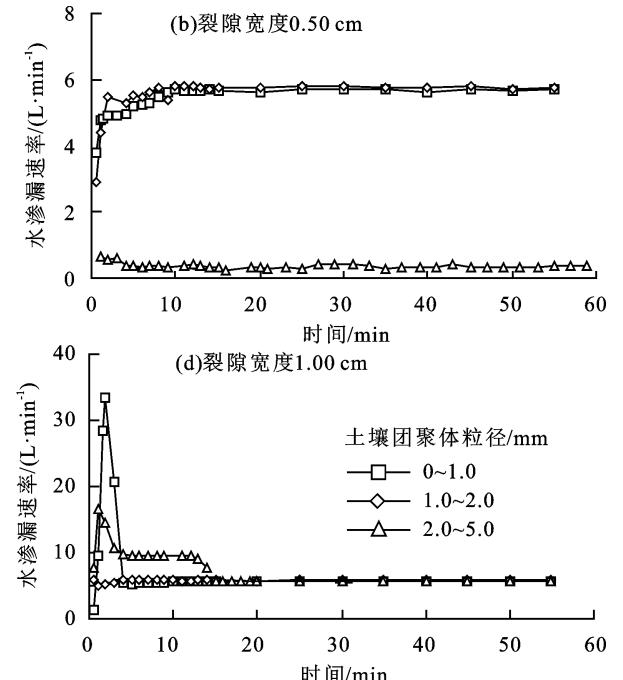 (b)裂隙宽度0.50 cm
水渗漏速率/(L·min⁻¹)
8
6
4
2
0
0 10 20 30 40 50 60
时间/min
(d)裂隙宽度1.00 cm
水渗漏速率/(L·min⁻¹)
40
30
20
10
0
土壤团聚体粒径/mm
0~1.0
1.0~2.0
2.0~5.0
0 10 20 30 40 50 60
时间/min